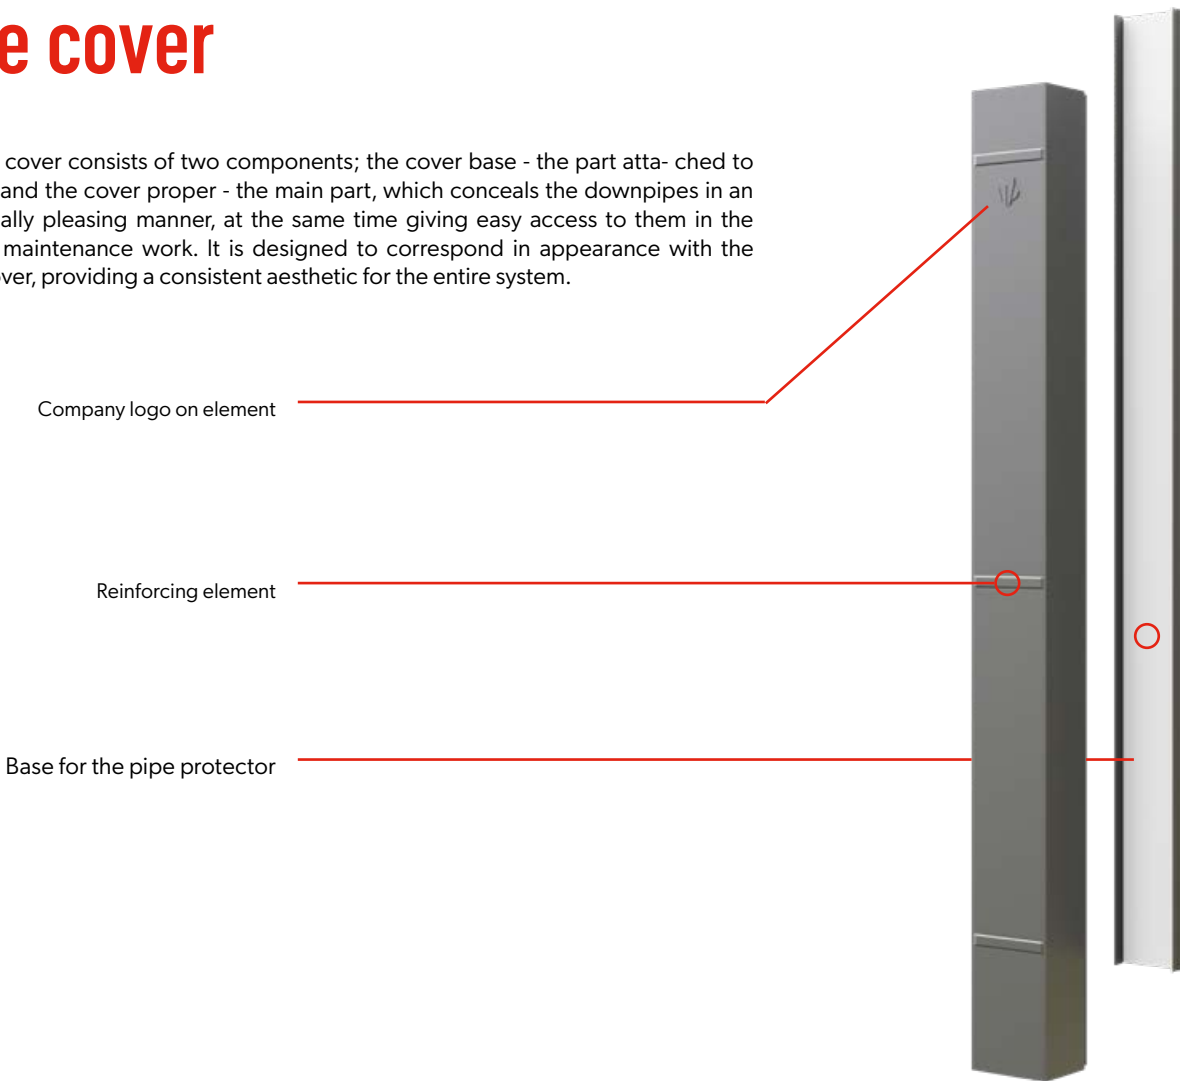 e cover
cover consists of two components; the cover base - the part atta- ched to
and the cover proper - the main part, which conceals the downpipes in an
ally pleasing manner, at the same time giving easy access to them in the
maintenance work. It is designed to correspond in appearance with the
over, providing a consistent aesthetic for the entire system.
Company logo on element
Reinforcing element
Base for the pipe protector